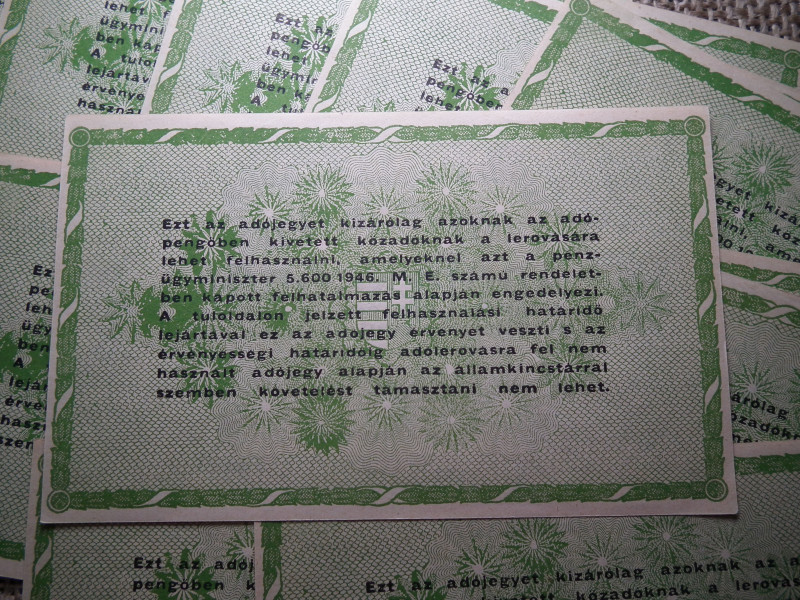 Ezt az adójegyet kizárólag azoknak az adó-
pengőben kivetett közadóknak a lerovására
lehet felhasználni, amelyeknél azt a pénz-
ügyminiszter 5.600/1946. M. E. számú rendelet-
ben kapott felhatalmazás alapján engedélyezi.
A túloldalon jelzett felhasználási határidő
lejártával ez az adójegy érvényét veszti s az
érvényességi határidőig adólerovásra fel nem
használt adójegy alapján az államkincstárral
szemben követelést támasztani nem lehet.